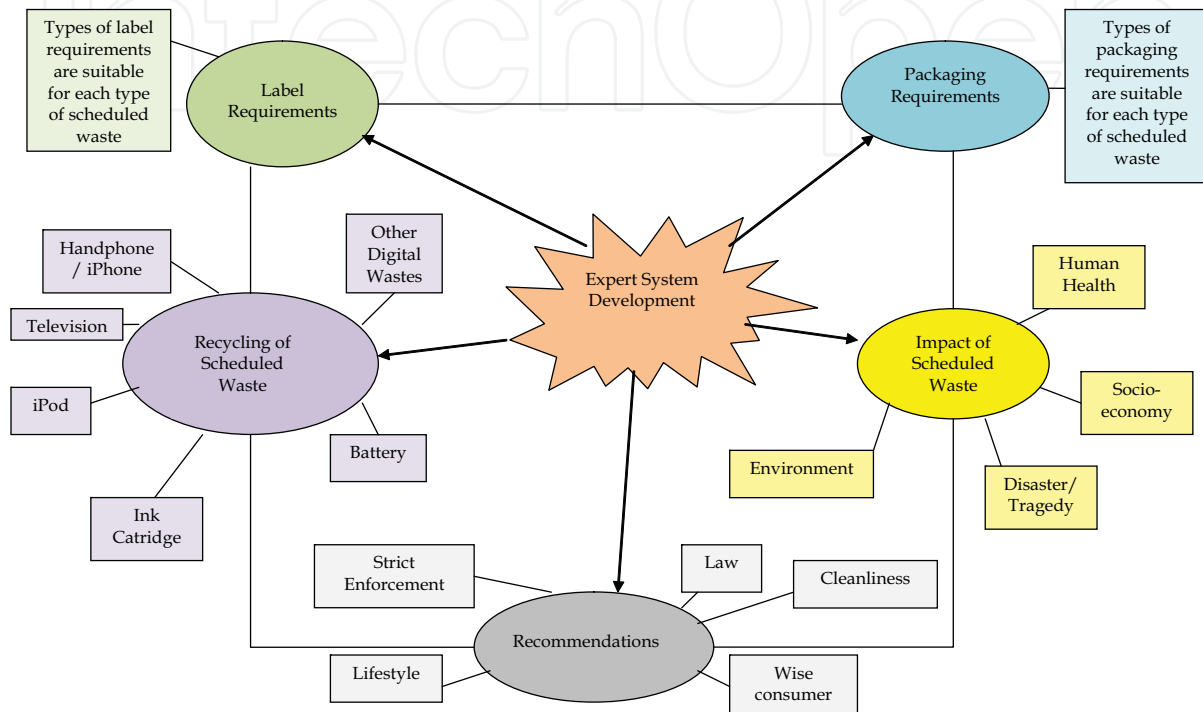 IntechOpen
Types of label
requirements
are suitable
for each type
of scheduled
waste
Label
Requirements
Packaging
Requirements
Types of
packaging
requirements
are suitable
for each type
of scheduled
waste
Handphone
/ iPhone
Other
Digital
Wastes
Expert System
Development
Human
Health
Television
Recycling of
Scheduled
Waste
Impact of
Scheduled
Waste
iPod
Socio-
economy
Battery
Environment
Ink
Catridge
Disaster/
Tragedy
Strict
Enforcement
Law
Cleanliness
Recommendations
Lifestyle
Wise
consumer